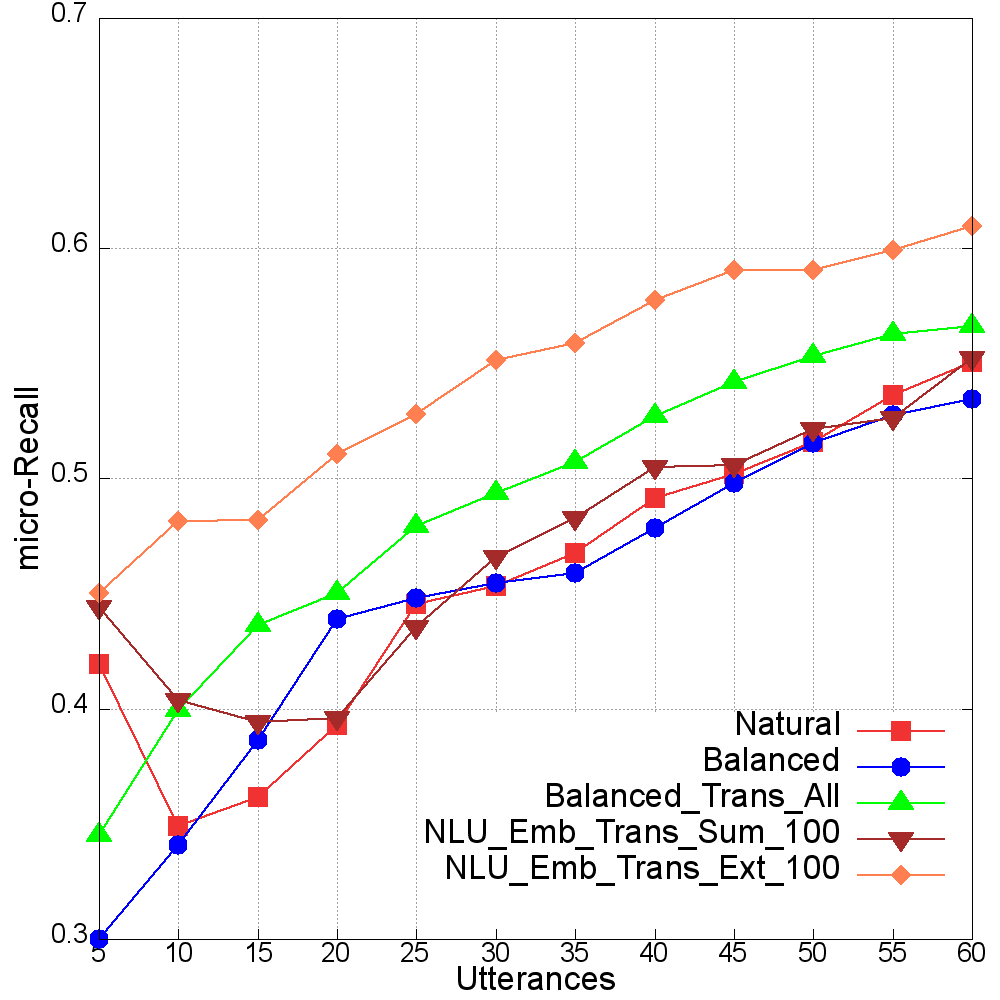 0.7
0.6
0.5
0.4
0.3
micro-Recall
5 10 15 20 25 30 35 40 45 50 55 60
Utterances
Natural
Balanced
Balanced_Trans_All
NLU_Emb_Trans_Sum_100
NLU_Emb_Trans_Ext_100